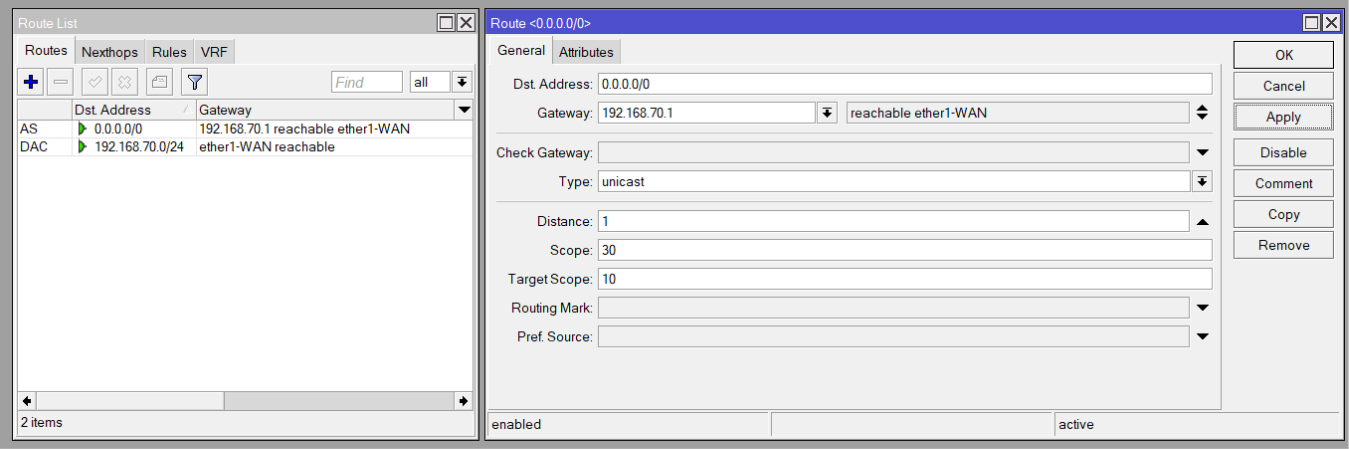 Route List
Routes Nexthops Rules VRF
Find all
Dst. Address Gateway
AS 0.0.0.0/0 192.168.70.1 reachable ether1-WAN
DAC 192.168.70.0/24 ether1-WAN reachable
2 items
Route <0.0.0.0/0>
General Attributes
Dst. Address: 0.0.0.0/0
Gateway: 192.168.70.1 reachable ether1-WAN
Check Gateway:
Type: unicast
Distance: 1
Scope: 30
Target Scope: 10
Routing Mark:
Pref. Source:
OK
Cancel
Apply
Disable
Comment
Copy
Remove
enabled active